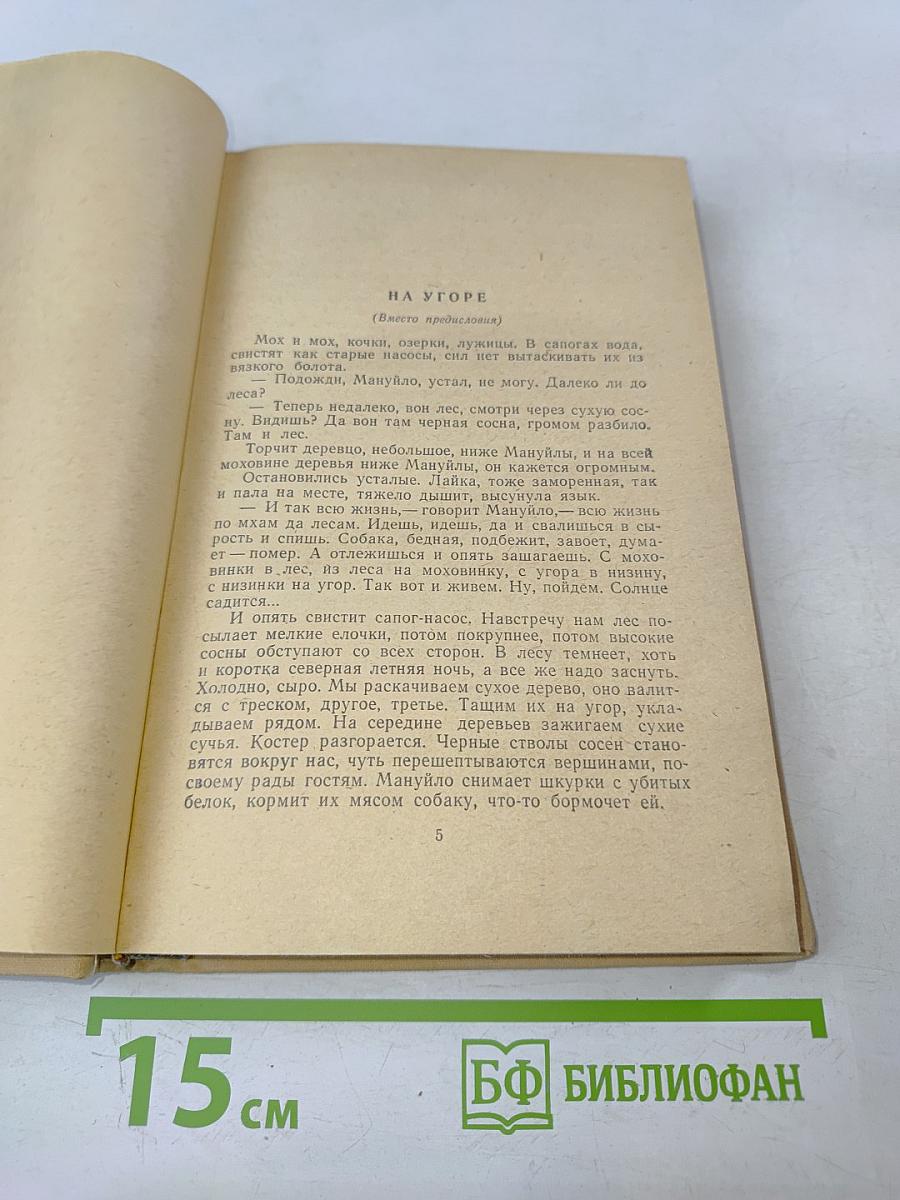 НА УГОРЕ
(Вместо предисловия)
Мох и мох, кочки, озерки, лужицы. В сапогах вода,
свистят как старые насосы, сил нет вытаскивать их из
вязкого болота.
— Подожди, Мануйло, устал, не могу. Далеко ли до
леса?
— Теперь недалеко, вон лес, смотри через сухую сос-
ну. Видишь? Да вон там черная сосна, громом разбило.
Там и лес.
Торчит деревцо, небольшое, ниже Мануйлы, и на всей
моховине деревья ниже Мануйлы, он кажется огромным.
Остановились усталые. Лайка, тоже заморенная, так
и пала на месте, тяжело дышит, высунула язык.
— И так всю жизнь,— говорит Мануйло,— всю жизнь
по мхам да лесам. Идешь, идешь, да и свалишься в сы-
рость и спишь. Собака, бедная, подбежит, завоет, дума-
ет — помер. А отлежишься и опять зашагаешь. С мохо-
винки в лес, из леса на моховинку, с угора в низину,
с низинки на угор. Так вот и живем. Ну, пойдем. Солнце
садится...
И опять свистит сапог-насос. Навстречу нам лес по-
сылает мелкие елочки, потом покрупнее, потом высокие
сосны обступают со всех сторон. В лесу темнеет, хоть
и коротка северная летняя ночь, а все же надо заснуть.
Холодно, сыро. Мы раскачиваем сухое дерево, оно валит-
ся с треском, другое, третье. Тащим их на угор, укла-
дываем рядом. На середине деревьев зажигаем сухие
сучья. Костер разгорается. Черные стволы сосен стано-
вятся вокруг нас, чуть перешептываются вершинами, по-
своему рады гостям. Мануйло снимает шкурки с убитых
белок, кормит их мясом собаку, что-то бормочет ей.
5
15 см
БФ БИБЛИОФАН